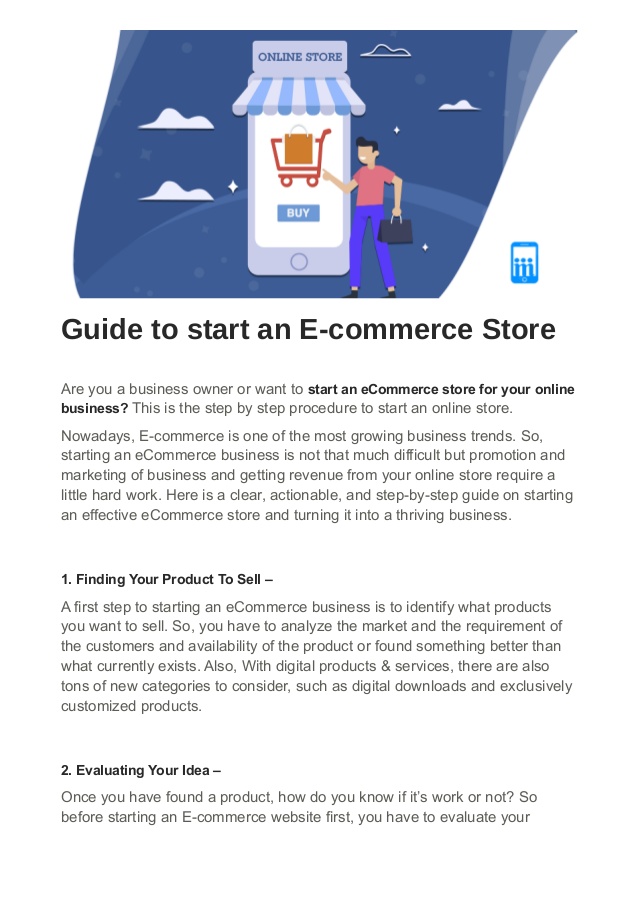 ONLINE STORE
BUY
Guide to start an E-commerce Store
Are you a business owner or want to start an eCommerce store for your online
business? This is the step by step procedure to start an online store.
Nowadays, E-commerce is one of the most growing business trends. So,
starting an eCommerce business is not that much difficult but promotion and
marketing of business and getting revenue from your online store require a
little hard work. Here is a clear, actionable, and step-by-step guide on starting
an effective eCommerce store and turning it into a thriving business.
1. Finding Your Product To Sell –
A first step to starting an eCommerce business is to identify what products
you want to sell. So, you have to analyze the market and the requirement of
the customers and availability of the product or found something better than
what currently exists. Also, With digital products & services, there are also
tons of new categories to consider, such as digital downloads and exclusively
customized products.
2. Evaluating Your Idea –
Once you have found a product, how do you know if it’s work or not? So
before starting an E-commerce website first, you have to evaluate your